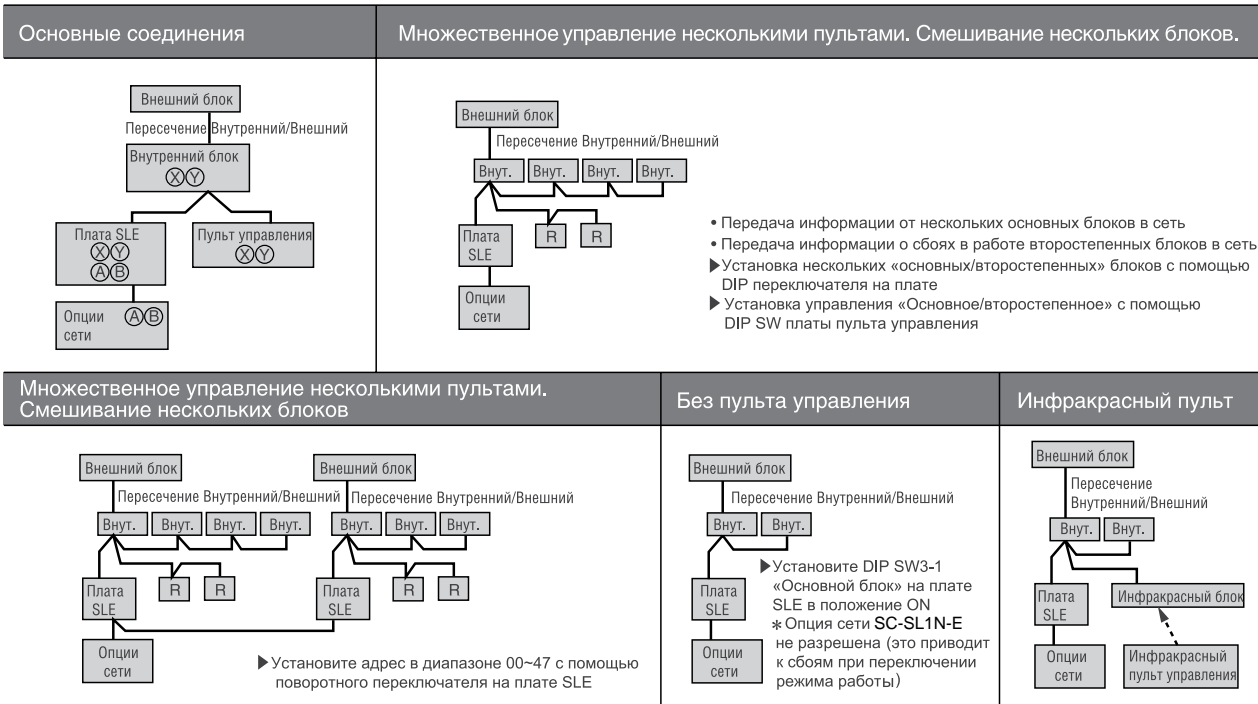 Основные соединения
Внешний блок
Пересечение Внутренний/Внешний
Внутренний блок
X Y
Плата SLE
X Y
A B
Пульт управления
X Y
Опции A B
сети
Множественное управление несколькими пультами. Смешивание нескольких блоков.
Внешний блок
Пересечение Внутренний/Внешний
Внут. Внут. Внут. Внут.
Плата
SLE
R R
Опции
сети
• Передача информации от нескольких основных блоков в сеть
• Передача информации о сбоях в работе второстепенных блоков в сеть
▶Установка нескольких «основных/второстепенных» блоков с помощью
DIP переключателя на плате
▶ Установка управления «Основное/второстепенное» с помощью
DIP SW платы пульта управления
Множественное управление несколькими пультами.
Смешивание нескольких блоков
Внешний блок
Пересечение Внутренний/Внешний
Внут. Внут. Внут. Внут.
Плата
SLE
R R
Опции
сети
Внешний блок
Пересечение Внутренний/Внешний
Внут. Внут. Внут.
Плата
SLE
R R
▶Установите адрес в диапазоне 00~47 с помощью
поворотного переключателя на плате SLE
Без пульта управления
Внешний блок
Пересечение Внутренний/Внешний
Внут. Внут.
Плата
SLE
Опции
сети
▶Установите DIP SW3-1
«Основной блок» на плате
SLE в положение ON
*Опция сети SC-SL1N-E
не разрешена (это приводит
к сбоям при переключении
режима работы)
Инфракрасный пульт
Внешний блок
Пересечение
Внутренний/Внешний
Внут. Внут.
Плата
SLE
Инфракрасный блок
Опции
сети
Инфракрасный
пульт управления